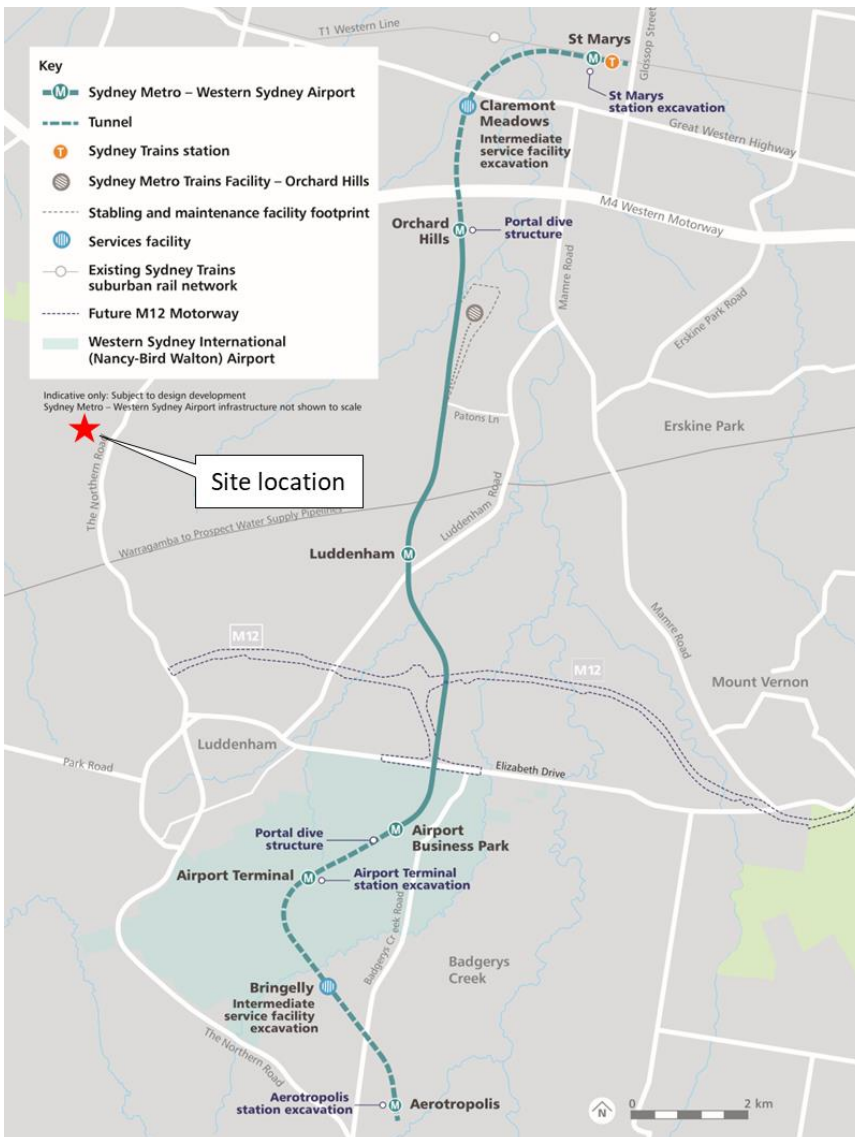 T1 Western Line
St Marys
Glossop Street
St Marys
station excavation
Key
M
Sydney Metro – Western Sydney Airport
Tunnel
T
Sydney Trains station
Sydney Metro Trains Facility – Orchard Hills
Stabling and maintenance facility footprint
Services facility
Existing Sydney Trains
suburban rail network
Future M12 Motorway
Western Sydney International
(Nancy-Bird Walton) Airport
Indicative only: Subject to design development
Sydney Metro – Western Sydney Airport infrastructure not shown to scale
M
T
Claremont
Meadows
Intermediate
service facility
excavation
Great Western Highway
M4 Western Motorway
Orchard
Hills
M
Portal dive
structure
Mamre Road
Erskine Park Road
Patons Ln
Erskine Park
The Northern Road
Site location
Luddenham Road
Warragamba to Prospect Water Supply Pipelines
Luddenham
M
Mamre Road
M12
M12
Mount Vernon
Luddenham
Park Road
Elizabeth Drive
Portal dive
structure
M
Airport
Business Park
Airport Terminal
M
Airport Terminal
station excavation
Badgerys Creek Road
Badgerys
Creek
Bringelly
Intermediate
service facility
excavation
The Northern Road
Aerotropolis
station excavation
M
Aerotropolis
N
0
2 km